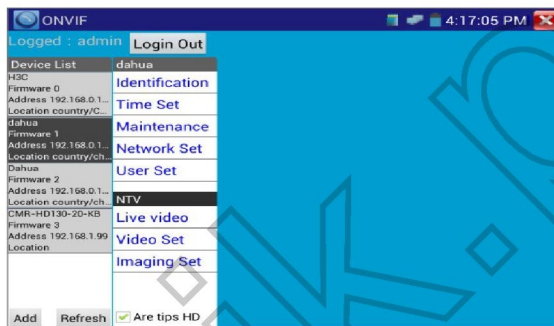 ONVIF
4:17:05 PM
Logged : admin
Login Out
Device List
H3C
Firmware 0
Address 192.168.0.1...
Location country/C...
dahua
Firmware 1
Address 192.168.0.1...
Location country/ch...
Dahua
Firmware 2
Address 192.168.0.1...
Location country/ch...
CMR-HD130-20-KB
Firmware 3
Address 192.168.1.99
Location
Add
Refresh
dahua
Identification
Time Set
Maintenance
Network Set
User Set
NTV
Live video
Video Set
Imaging Set
Are tips HD